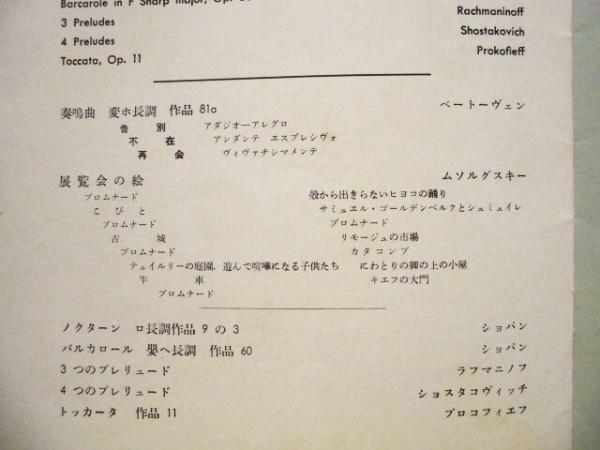 Barcarole in F Sharp major, Op.
3 Preludes Rachmaninoff
4 Preludes Shostakovich
Toccata, Op. 11 Prokofieff
奏鳴曲 変ホ長調 作品 81a ベートーヴェン
告別 アダジオ―アレグロ
不在 アンダンテ エスプレシヴォ
再会 ヴィヴァチシマメンテ
展覧会の絵 ムソルグスキー
プロムナード 殻から出きらないヒヨコの踊り
こびと サミュエル・ゴールデンベルクとシュミュイレ
プロムナード プロムナード
古城 リモージュの市場
プロムナード カタコンブ
テュイルリーの庭園、遊んで喧嘩になる子供たち にわとりの脚の上の小屋
牛車 キエフの大門
プロムナード
ノクターン ロ長調作品 9 の 3 ショパン
バルカロール 嬰ヘ長調 作品 60 ショパン
3 つのプレリュード ラフマニノフ
4 つのプレリュード ショスタコヴィッチ
トッカータ 作品 11 プロコフィエフ